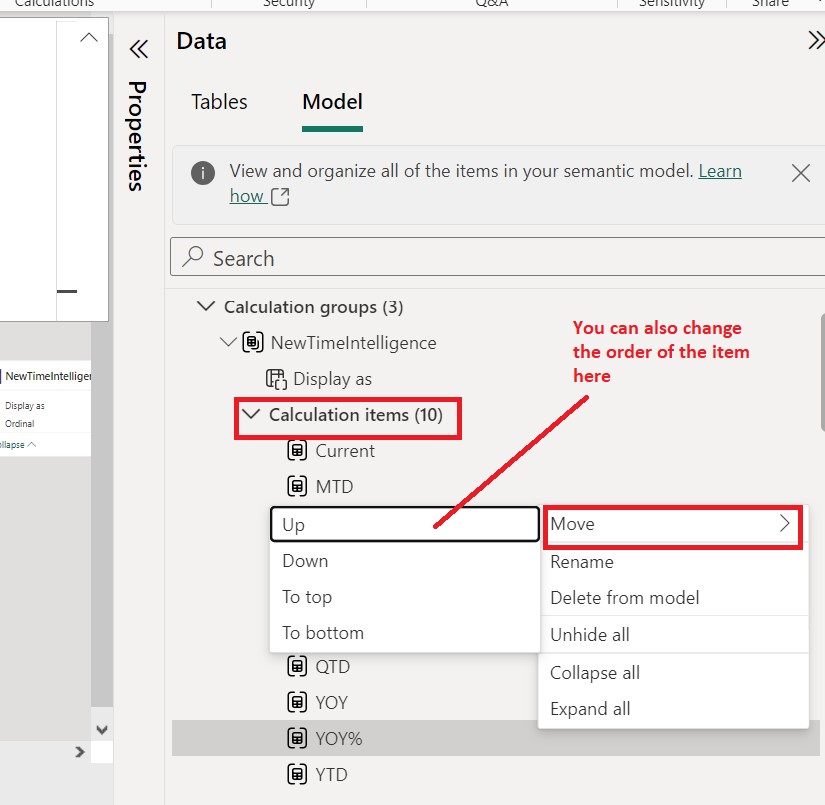 Calculations
Security
Q&A
Sensitivity
Share
Data
Properties
Tables
Model
View and organize all of the items in your semantic model. Learn
how
Search
Calculation groups (3)
NewTimeIntelligence
Display as
Calculation items (10)
Current
MTD
You can also change
the order of the item
here
Up
Down
To top
To bottom
Move
Rename
Delete from model
Unhide all
Collapse all
Expand all
QTD
YOY
YOY%
YTD
NewTimeIntelligen
Display as
Ordinal
ollapse